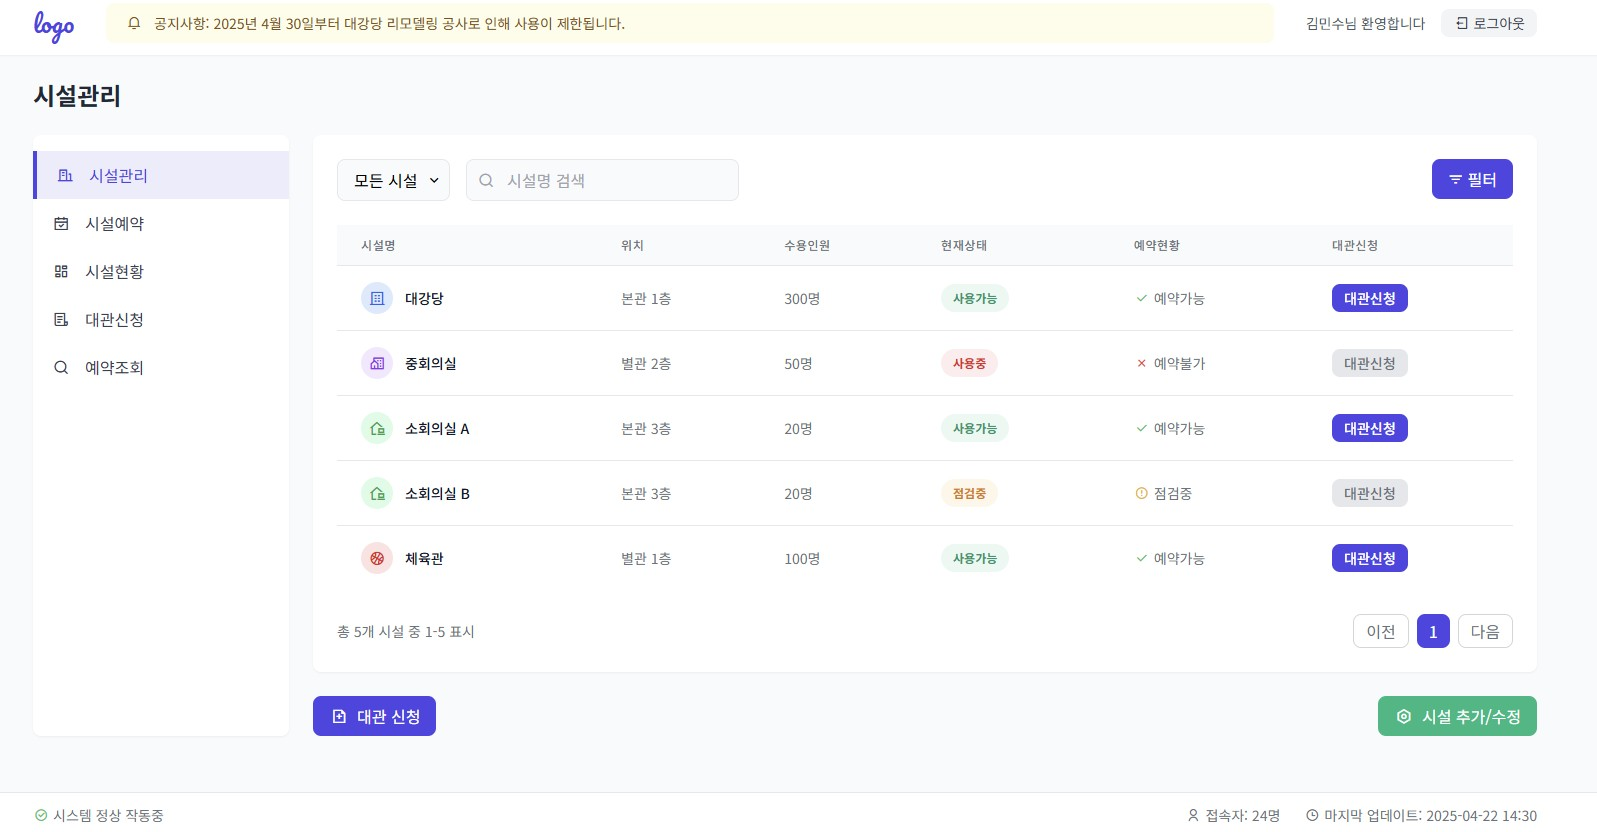 logo
공지사항: 2025년 4월 30일부터 대강당 리모델링 공사로 인해 사용이 제한됩니다.
김민수님 환영합니다
로그아웃
시설관리
시설관리
시설예약
시설현황
대관신청
예약조회
모든 시설
시설명 검색
필터
시설명 위치 수용인원 현재상태 예약현황 대관신청
대강당 본관 1층 300명 사용가능 예약가능 대관신청
중회의실 별관 2층 50명 사용중 예약불가 대관신청
소회의실 A 본관 3층 20명 사용가능 예약가능 대관신청
소회의실 B 본관 3층 20명 점검중 점검중 대관신청
체육관 별관 1층 100명 사용가능 예약가능 대관신청
총 5개 시설 중 1-5 표시
이전 1 다음
대관 신청
시설 추가/수정
시스템 정상 작동중
접속자: 24명
마지막 업데이트: 2025-04-22 14:30